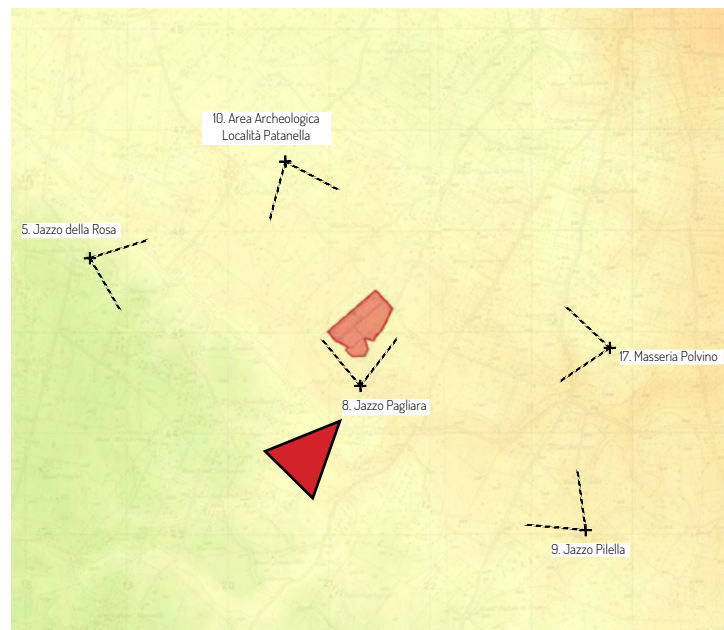 10. Area Archeologica
Località Patanella
5. Jazzo della Rosa
17. Masseria Polvino
8. Jazzo Pagliara
9. Jazzo Pilella